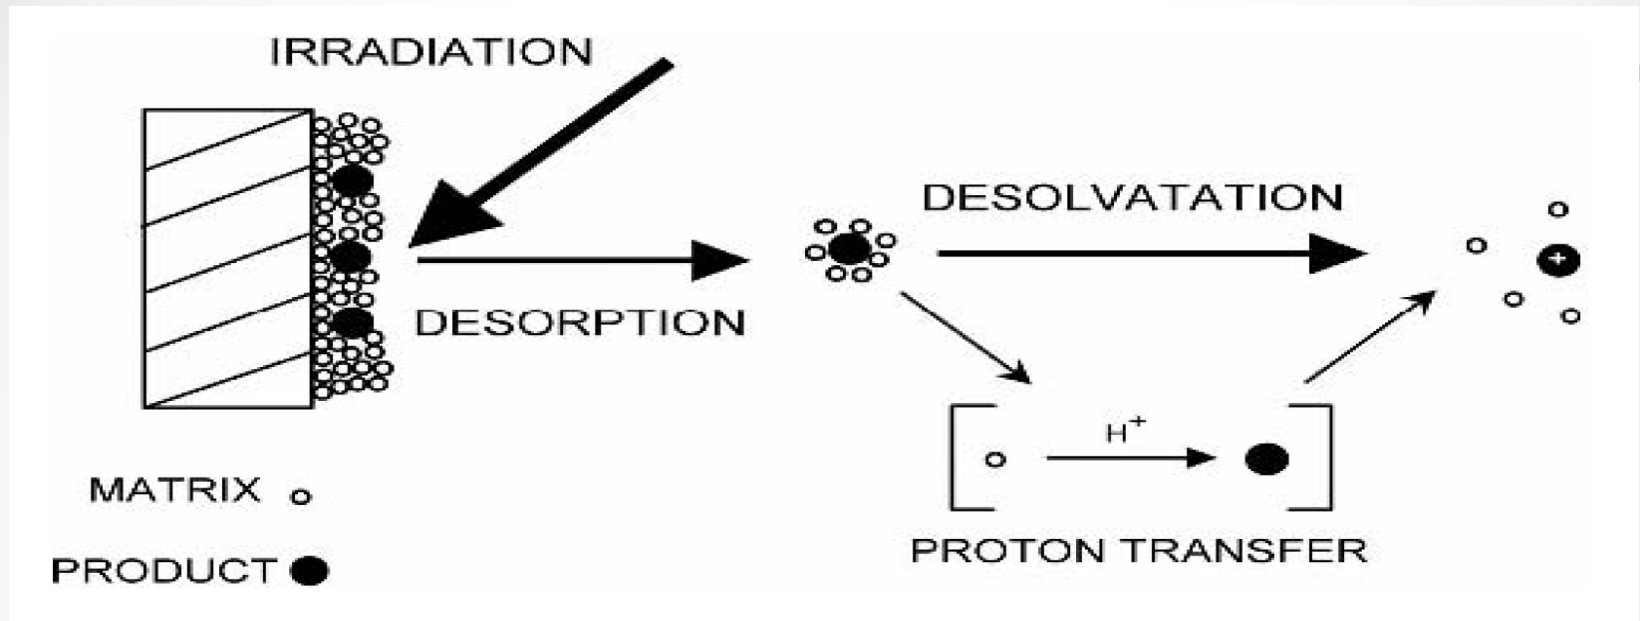 IRRADIATION
DESOLVATATION
+
DESORPTION
H+
MATRIX
PROTON TRANSFER
PRODUCT